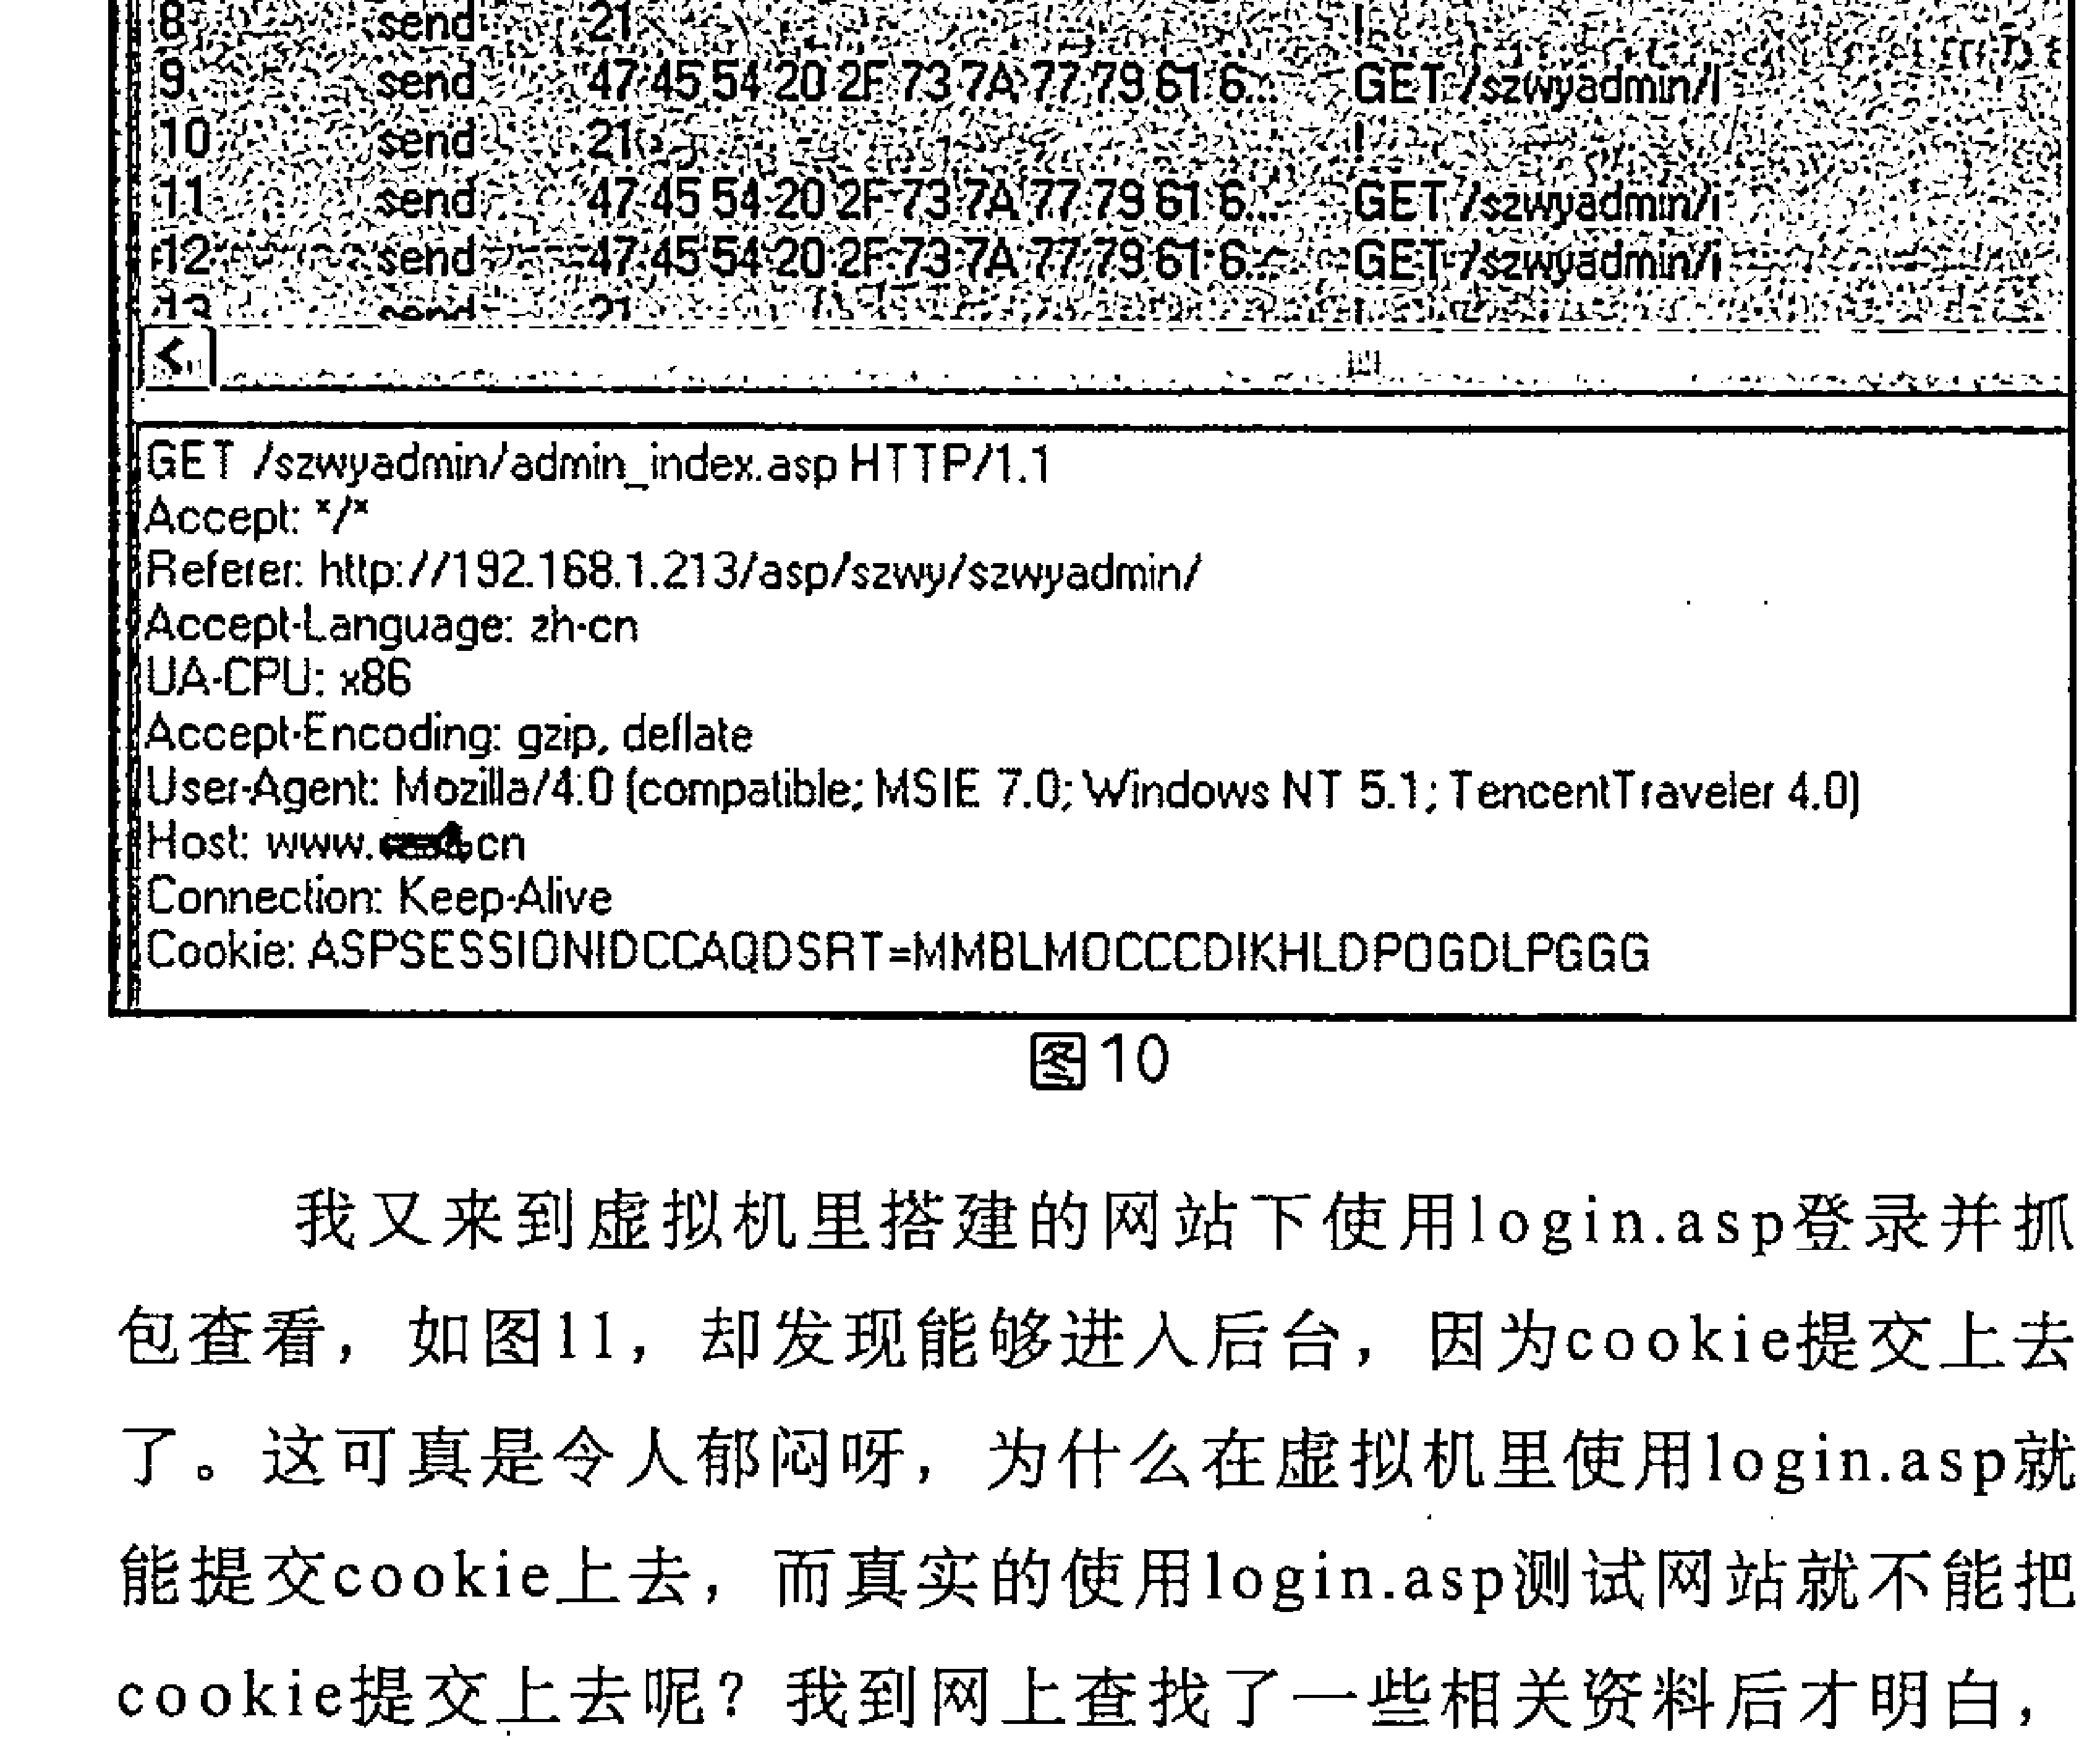 8 send 21 !
9 send 47 45 54 20 2F 73 7A 77 79 61 6... GET /szwyadmin/l
10 send 21 !
11 send 47 45 54 20 2F 73 7A 77 79 61 6... GET /szwyadmin/i
12 send 47 45 54 20 2F 73 7A 77 79 61 6... GET /szwyadmin/i
13 send 21
GET /szwyadmin/admin_index.asp HTTP/1.1
Accept: */*
Referer: http://192.168.1.213/asp/szwy/szwyadmin/
Accept-Language: zh-cn
UA-CPU: x86
Accept-Encoding: gzip, deflate
User-Agent: Mozilla/4.0 (compatible; MSIE 7.0; Windows NT 5.1; TencentTraveler 4.0)
Host: www. cn
Connection: Keep-Alive
Cookie: ASPSESSIONIDCCAQDSRT=MMBLMOCCCDIKHLDPOGDLPGGG
图10
我又来到虚拟机里搭建的网站下使用login.asp登录并抓
包查看，如图11，却发现能够进入后台，因为cookie提交上去
了。这可真是令人郁闷呀，为什么在虚拟机里使用login.asp就
能提交cookie上去，而真实的使用login.asp测试网站就不能把
cookie提交上去呢？我到网上查找了一些相关资料后才明白，